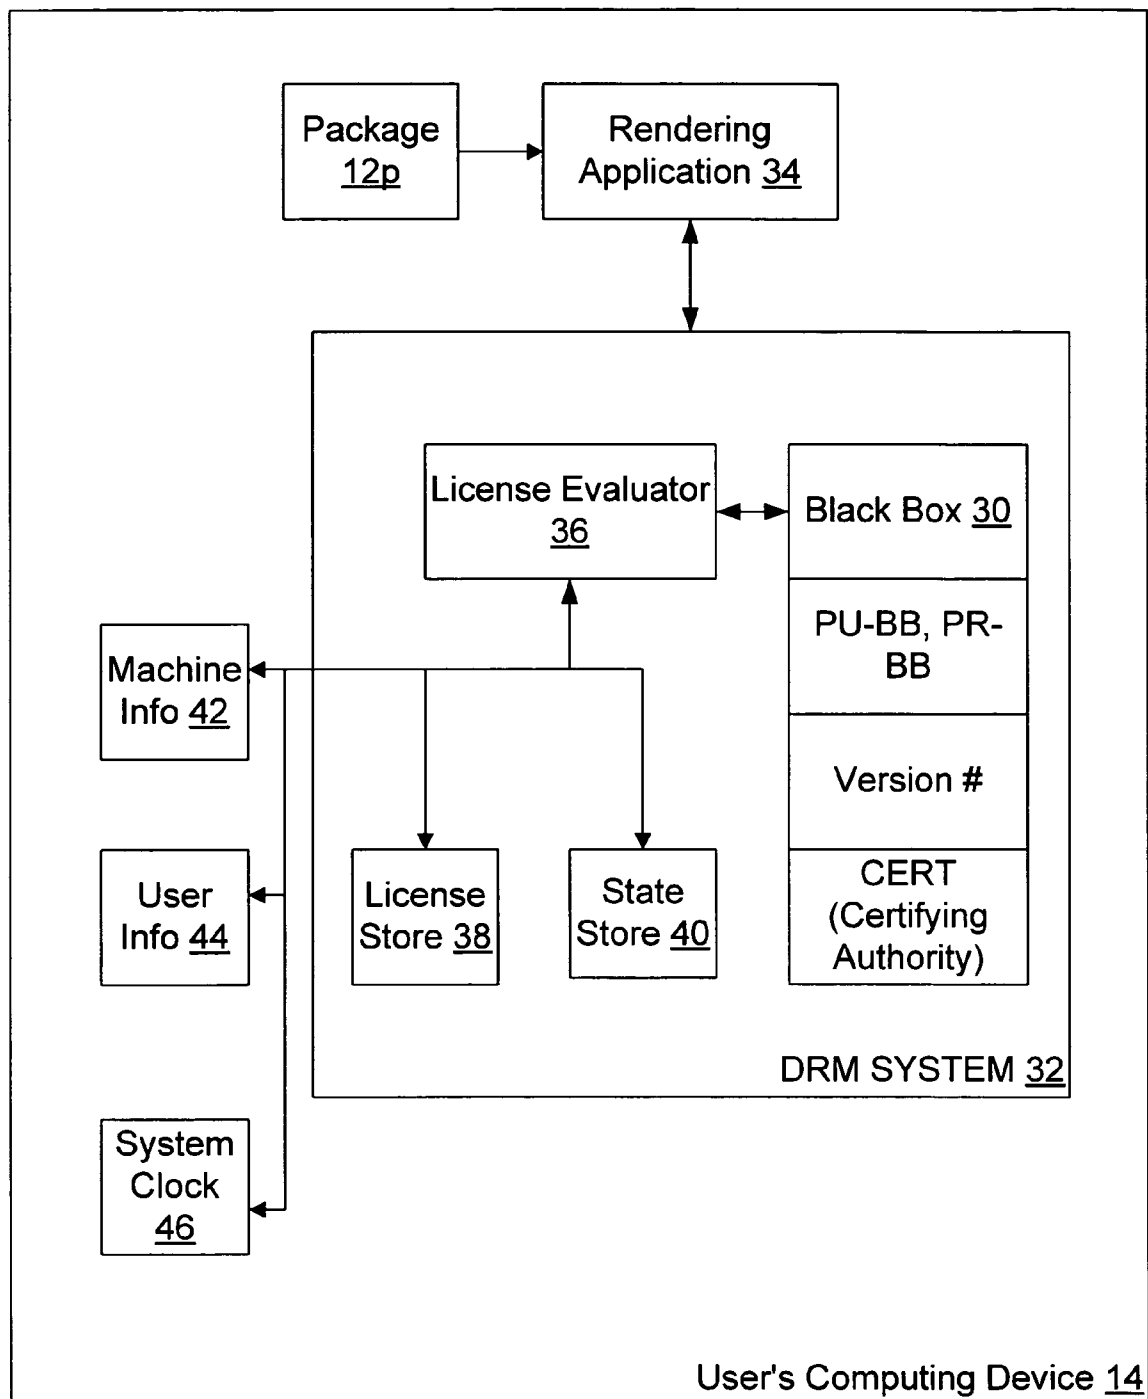 Package
12p
Rendering
Application 34
License Evaluator
36
Black Box 30
PU-BB, PR-
BB
Machine
Info 42
Version #
User
Info 44
License
Store 38
State
Store 40
CERT
(Certifying
Authority)
DRM SYSTEM 32
System
Clock
46
User's Computing Device 14